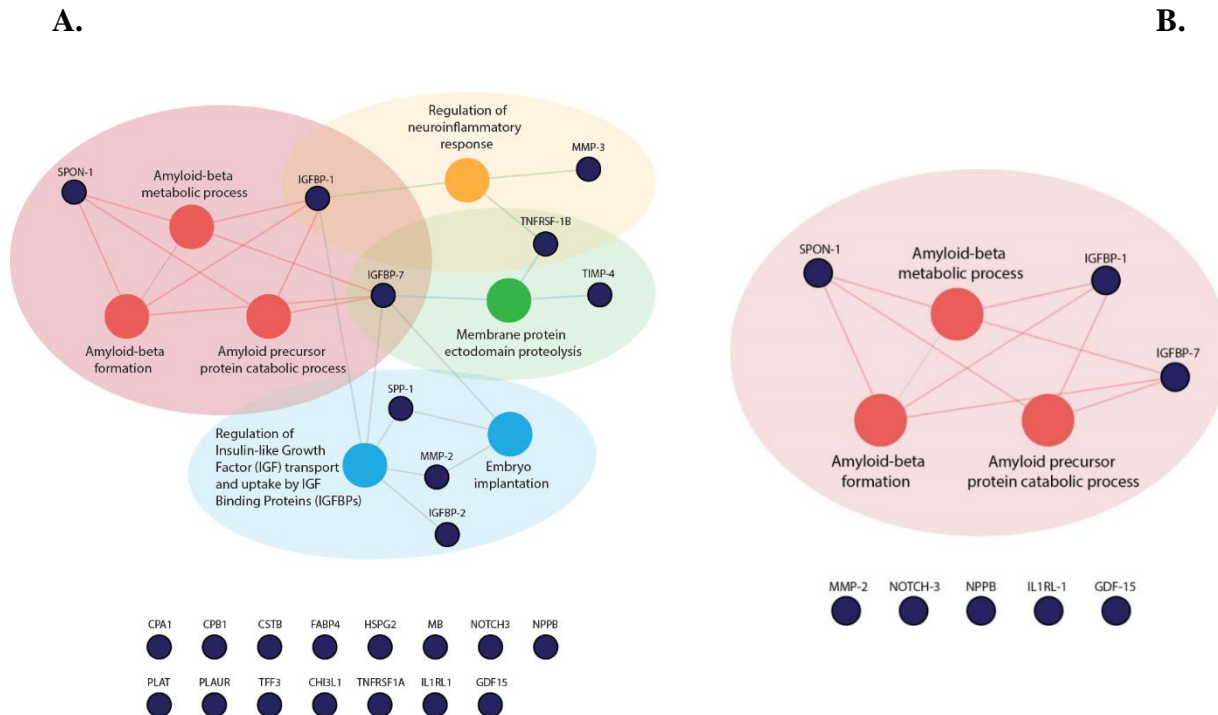 A.
B.
Regulation of
neuroinflammatory
response
MMP-3
SPON-1
Amyloid-beta
metabolic process
IGFBP-1
TNFRSF-1B
IGFBP-7
TIMP-4
Amyloid-beta
formation
Amyloid precursor
protein catabolic process
Membrane protein
ectodomain proteolysis
SPP-1
Regulation of
Insulin-like Growth
Factor (IGF) transport
and uptake by IGF
Binding Proteins (IGFBPs)
MMP-2
Embryo
implantation
IGFBP-2
CPA1 CPB1 CSTB FABP4 HSPG2 MB NOTCH3 NPPB
PLAT PLAUR TFF3 CHI3L1 TNFRSF1A IL1RL1 GDF15
SPON-1
Amyloid-beta
metabolic process
IGFBP-1
IGFBP-7
Amyloid-beta
formation
Amyloid precursor
protein catabolic process
MMP-2 NOTCH-3 NPPB IL1RL-1 GDF-15